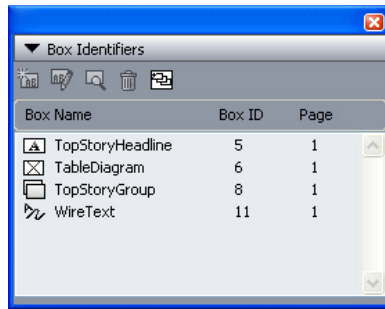 Box Identifiers
Box Name Box ID Page
TopStoryHeadline 5 1
TableDiagram 6 1
TopStoryGroup 8 1
WireText 11 1